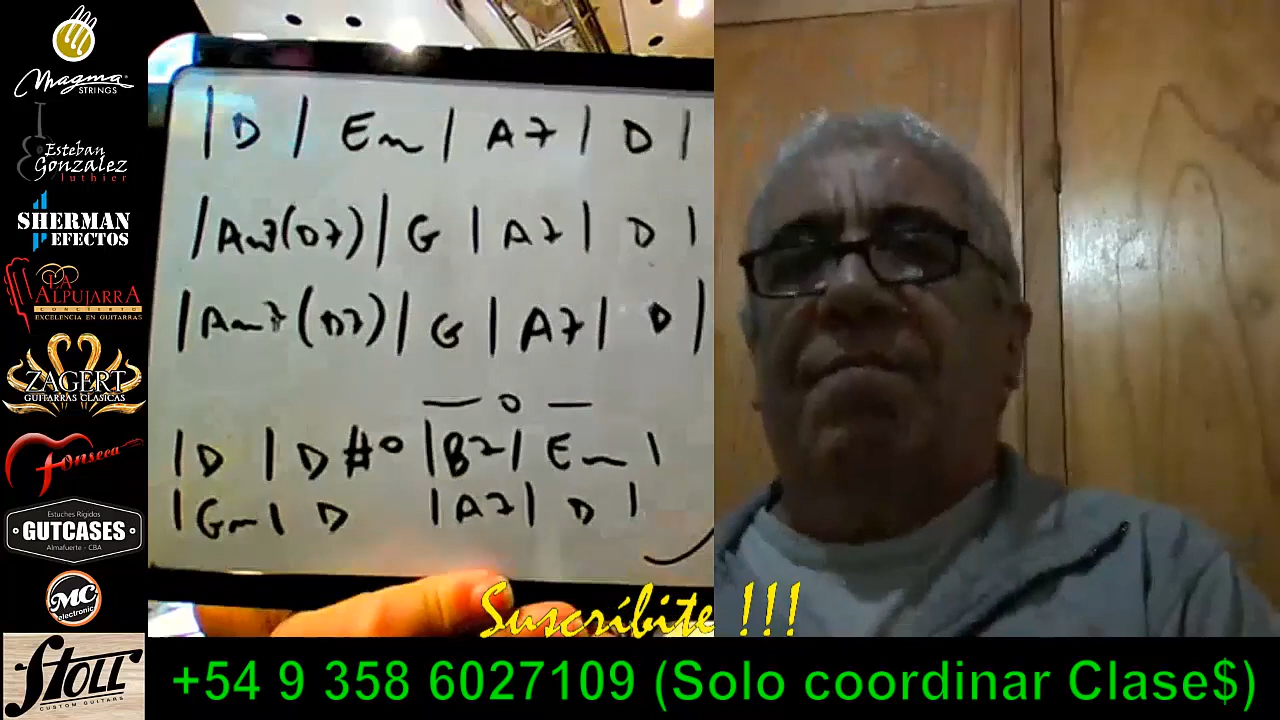 Magma
STRINGS
Esteban
Gonzalez
luthier
SHERMAN
EFECTOS
LA
ALPUJARRA
CONCIERTO
EXCELENCIA EN GUITARRAS
ZAGERT
GUITARRAS CLASICAS
Fonseca
Estuches Rígidos
GUTCASES
Almafuerte - CBA
MC
electronic
STOLL
CUSTOM GUITARS
| D | Em | A7 | D |
| Am7 (D7) | G | A7 | D |
| Am7 (D7) | G | A7 | D |
— o —
| D | D#o | B7 | Em |
| Gm | D | A7 | D |
Suscríbite !!!
+54 9 358 6027109 (Solo coordinar Clase$)